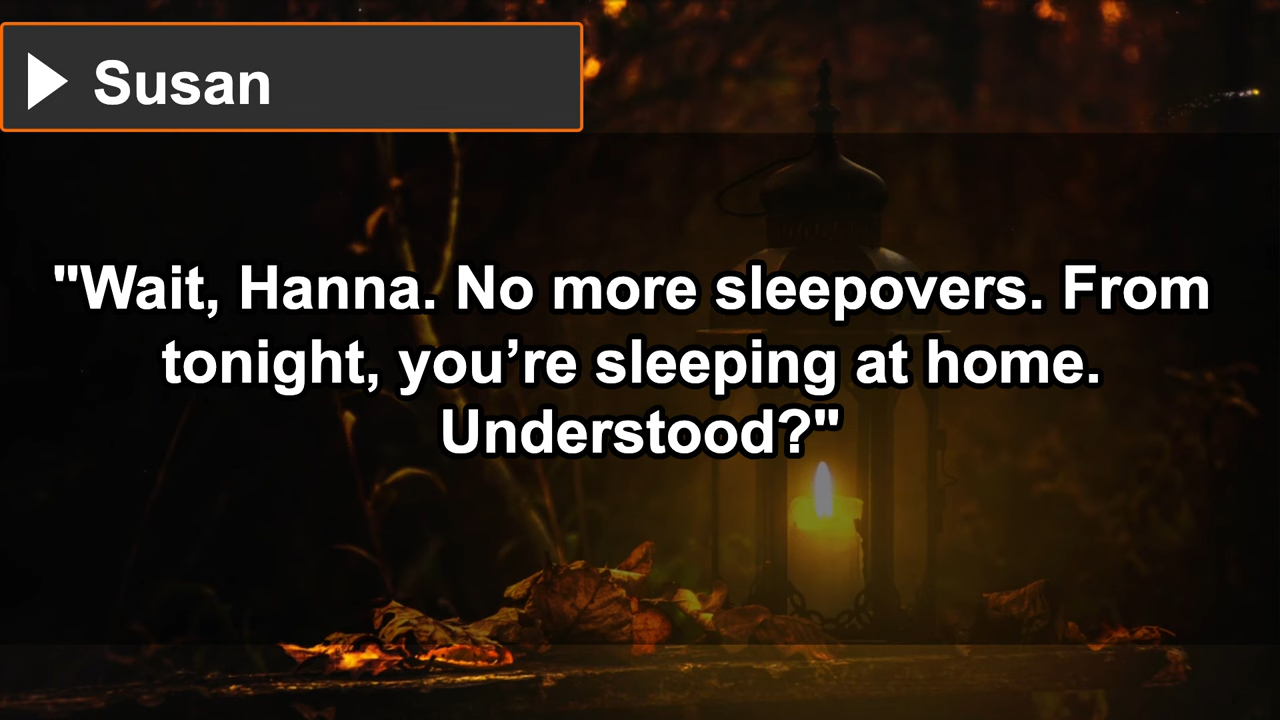 Susan
"Wait, Hanna. No more sleepovers. From
tonight, you’re sleeping at home.
Understood?"